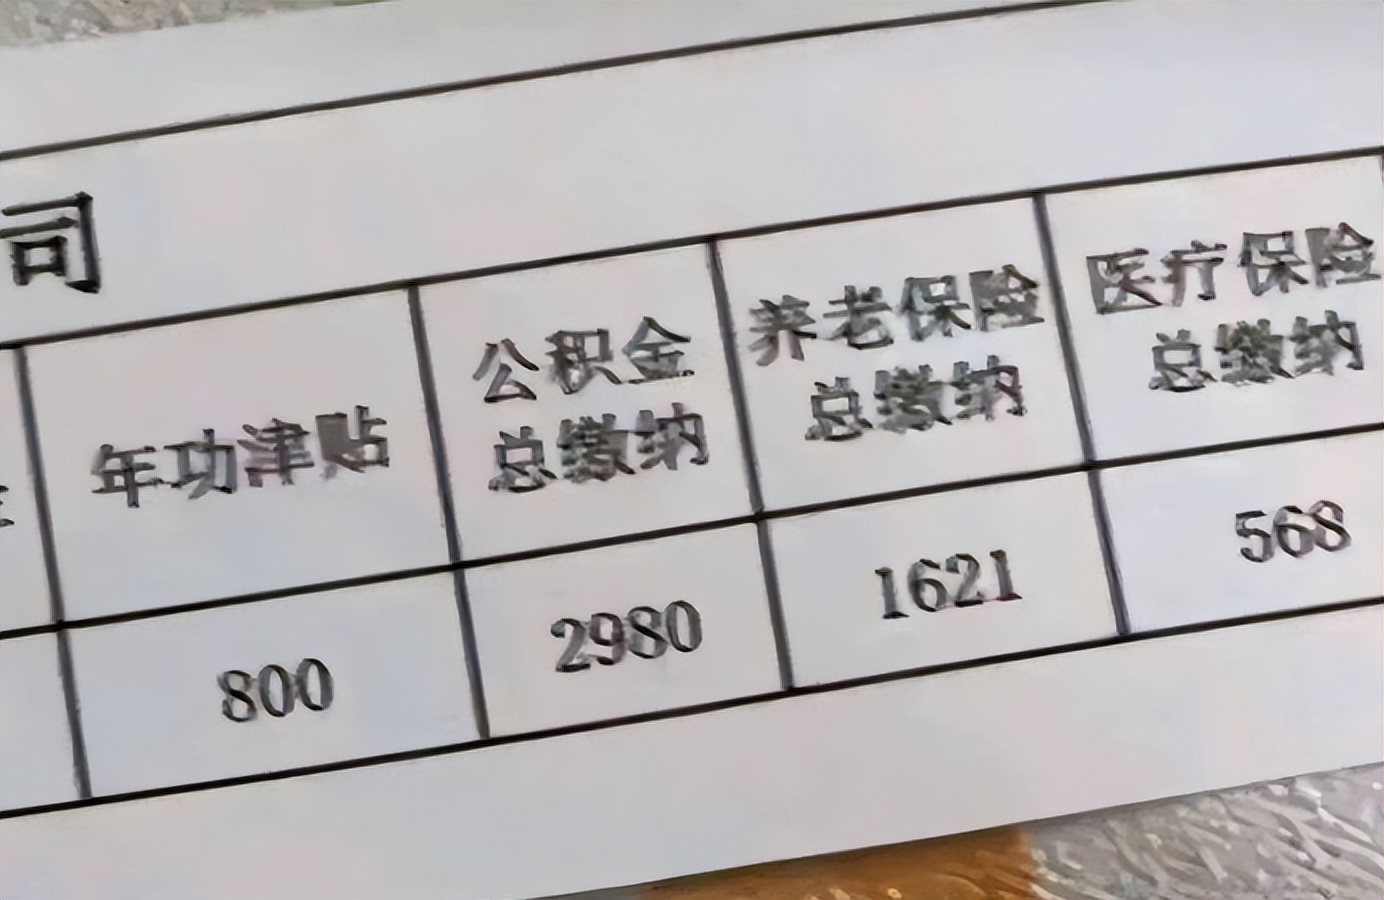 司
年功津贴
公积金
总缴纳
养老保险
总缴纳
医疗保险
总缴纳
800
2980
1621
568